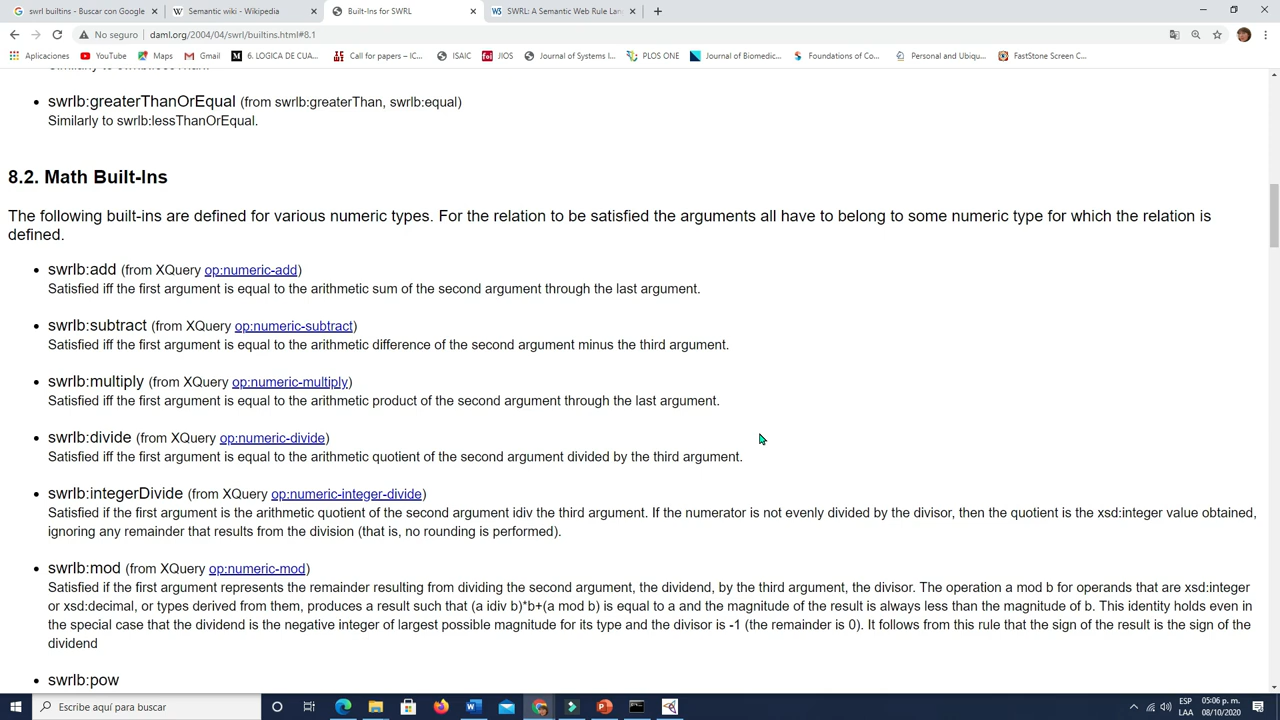 swrl builtins - Buscar con Google
Semantic wiki - Wikipedia
Built-Ins for SWRL
SWRL: A Semantic Web Rule Lan
No seguro | daml.org/2004/04/swrl/builtins.html#8.1
Aplicaciones YouTube Maps Gmail 6. LOGICA DE CUA... Call for papers – IC... ISAIC JIOS Journal of Systems I... PLOS ONE Journal of Biomedic... Foundations of Co... Personal and Ubiqu... FastStone Screen C...
• swrlb:greaterThanOrEqual (from swrlb:greaterThan, swrlb:equal)
Similarly to swrlb:lessThanOrEqual.
8.2. Math Built-Ins
The following built-ins are defined for various numeric types. For the relation to be satisfied the arguments all have to belong to some numeric type for which the relation is
defined.
• swrlb:add (from XQuery op:numeric-add)
Satisfied iff the first argument is equal to the arithmetic sum of the second argument through the last argument.
• swrlb:subtract (from XQuery op:numeric-subtract)
Satisfied iff the first argument is equal to the arithmetic difference of the second argument minus the third argument.
• swrlb:multiply (from XQuery op:numeric-multiply)
Satisfied iff the first argument is equal to the arithmetic product of the second argument through the last argument.
• swrlb:divide (from XQuery op:numeric-divide)
Satisfied iff the first argument is equal to the arithmetic quotient of the second argument divided by the third argument.
• swrlb:integerDivide (from XQuery op:numeric-integer-divide)
Satisfied if the first argument is the arithmetic quotient of the second argument idiv the third argument. If the numerator is not evenly divided by the divisor, then the quotient is the xsd:integer value obtained,
ignoring any remainder that results from the division (that is, no rounding is performed).
• swrlb:mod (from XQuery op:numeric-mod)
Satisfied if the first argument represents the remainder resulting from dividing the second argument, the dividend, by the third argument, the divisor. The operation a mod b for operands that are xsd:integer
or xsd:decimal, or types derived from them, produces a result such that (a idiv b)*b+(a mod b) is equal to a and the magnitude of the result is always less than the magnitude of b. This identity holds even in
the special case that the dividend is the negative integer of largest possible magnitude for its type and the divisor is -1 (the remainder is 0). It follows from this rule that the sign of the result is the sign of the
dividend
• swrlb:pow
Escribe aquí para buscar
ESP 05:06 p. m.
LAA 08/10/2020